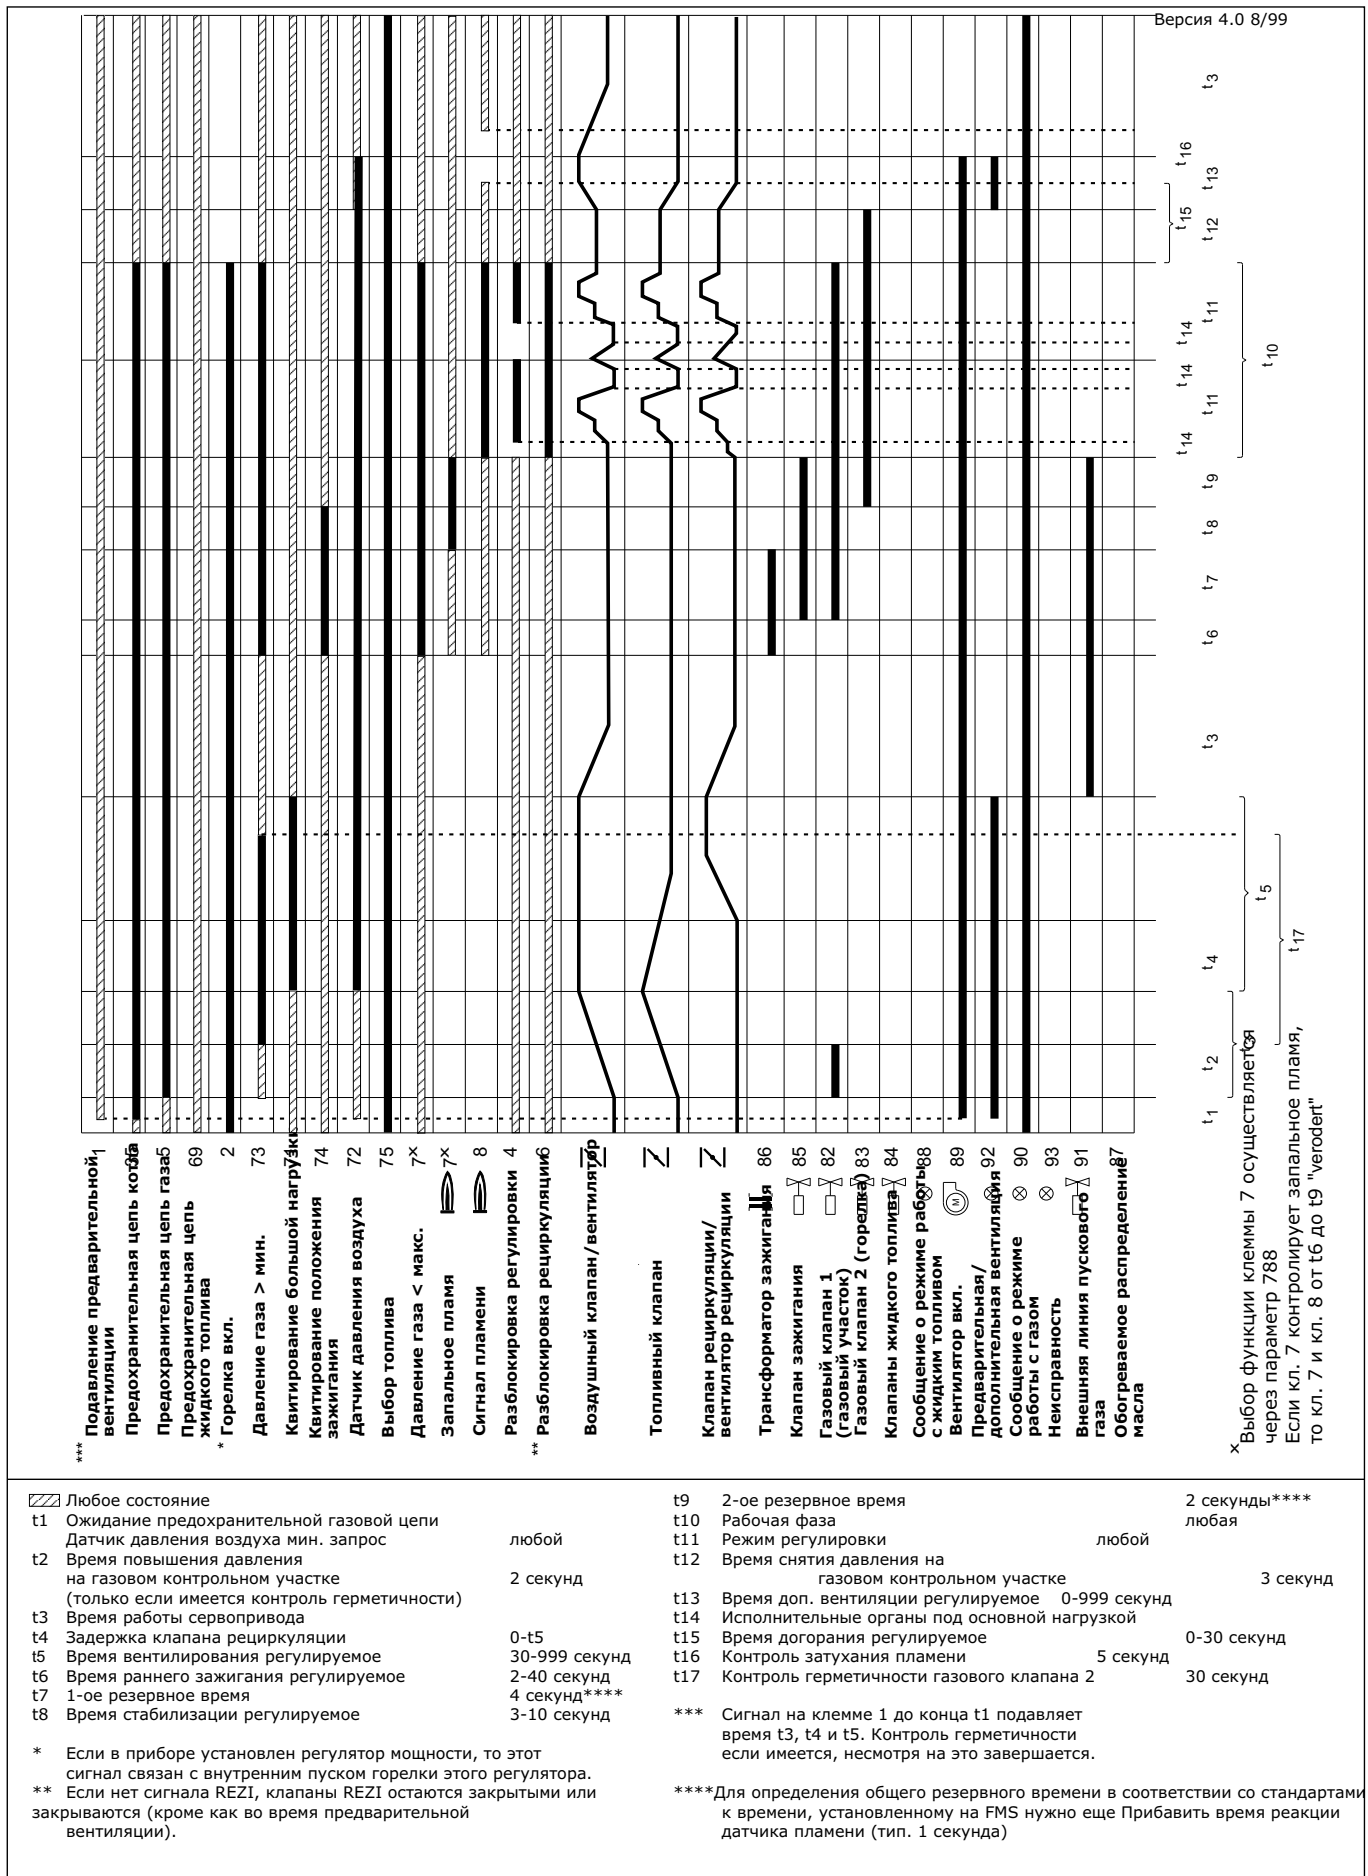 Версия 4.0 8/99
t3
t16
t13
t15
t12
t11
t14
t10
t14
t11
t14
t9
t8
t7
t6
t3
t5
t17
t4
t3
t2
t1
*** Подавление предварительной
вентиляции
1
Предохранительная цепь котла
36
Предохранительная цепь газа
5
Предохранительная цепь
жидкого топлива
69
* Горелка вкл.
2
Давление газа > мин.
73
Квитирование большой нагрузки
71
Квитирование положения
зажигания
74
Датчик давления воздуха
72
Выбор топлива
75
Давление газа < макс.
7x
Запальное пламя
7x
Сигнал пламени
8
Разблокировка регулировки
4
** Разблокировка рециркуляции
6
Воздушный клапан/вентилятор
Топливный клапан
Клапан рециркуляции/
вентилятор рециркуляции
Трансформатор зажигания
86
Клапан зажигания
85
Газовый клапан 1
(газовый участок)
82
Газовый клапан 2 (горелка)
83
Клапаны жидкого топлива
84
Сообщение о режиме работы
с жидким топливом
88
Вентилятор вкл.
89
M
Предварительная/
дополнительная вентиляция
92
Сообщение о режиме
работы с газом
90
Неисправность
93
Внешняя линия пускового
газа
91
Обогреваемое распределение
масла
87
x Выбор функции клеммы 7 осуществляется
через параметр 788
Если кл. 7 контролирует запальное пламя,
то кл. 7 и кл. 8 от t6 до t9 "verodert"
Любое состояние
t1 Ожидание предохранительной газовой цепи
Датчик давления воздуха мин. запрос любой
t2 Время повышения давления
на газовом контрольном участке 2 секунд
(только если имеется контроль герметичности)
t3 Время работы сервопривода
t4 Задержка клапана рециркуляции 0-t5
t5 Время вентилирования регулируемое 30-999 секунд
t6 Время раннего зажигания регулируемое 2-40 секунд
t7 1-ое резервное время 4 секунд****
t8 Время стабилизации регулируемое 3-10 секунд
* Если в приборе установлен регулятор мощности, то этот
сигнал связан с внутренним пуском горелки этого регулятора.
** Если нет сигнала REZI, клапаны REZI остаются закрытыми или
закрываются (кроме как во время предварительной
вентиляции).
t9 2-ое резервное время 2 секунды****
t10 Рабочая фаза любая
t11 Режим регулировки любой
t12 Время снятия давления на
газовом контрольном участке 3 секунд
t13 Время доп. вентиляции регулируемое 0-999 секунд
t14 Исполнительные органы под основной нагрузкой
t15 Время догорания регулируемое 0-30 секунд
t16 Контроль затухания пламени 5 секунд
t17 Контроль герметичности газового клапана 2 30 секунд
*** Сигнал на клемме 1 до конца t1 подавляет
время t3, t4 и t5. Контроль герметичности
если имеется, несмотря на это завершается.
****Для определения общего резервного времени в соответствии со стандартами
к времени, установленному на FMS нужно еще Прибавить время реакции
датчика пламени (тип. 1 секунда)